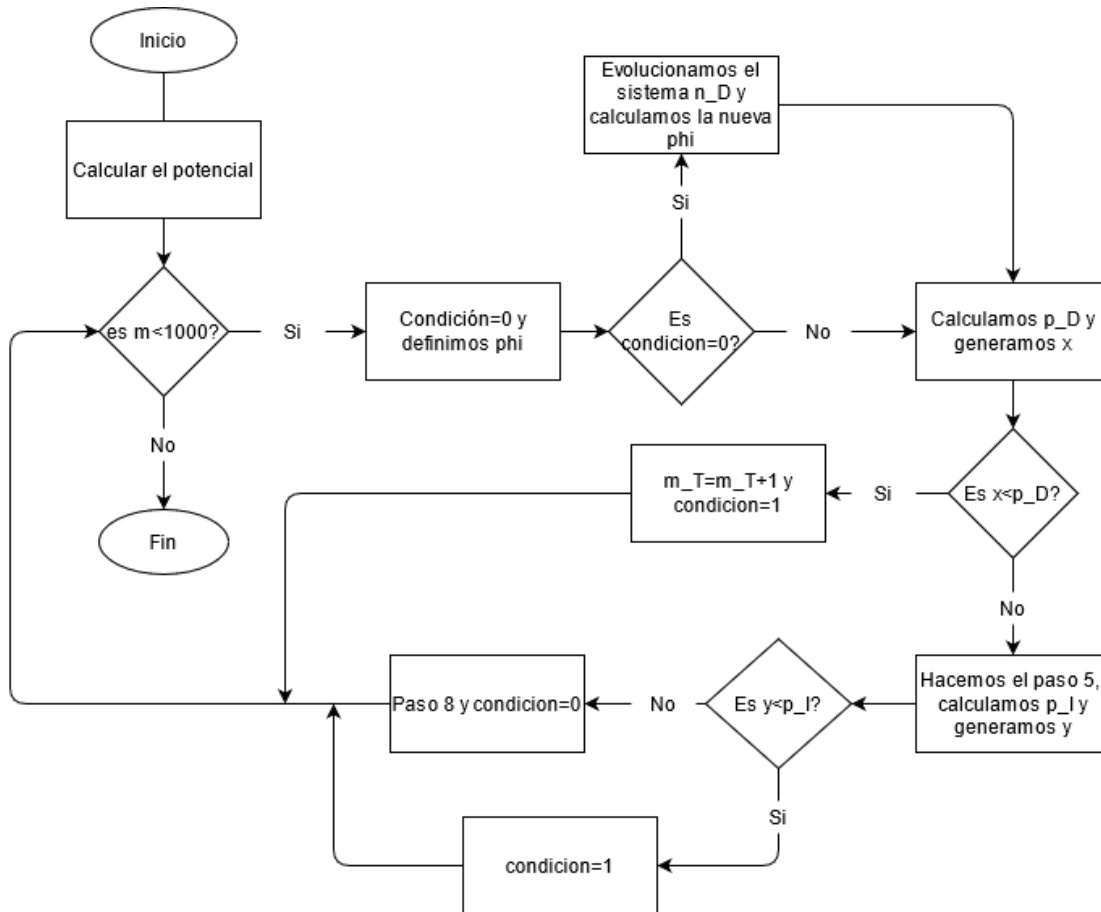 Inicio
Calcular el potencial
es m<1000?
Si
No
Fin
Condición=0 y
definimos phi
Es
condicion=0?
Si
Evolucionamos el
sistema n_D y
calculamos la nueva
phi
No
Calculamos p_D y
generamos x
Es x<p_D?
Si
m_T=m_T+1 y
condicion=1
No
Hacemos el paso 5,
calculamos p_I y
generamos y
Es y<p_I?
No
Paso 8 y condicion=0
Si
condicion=1